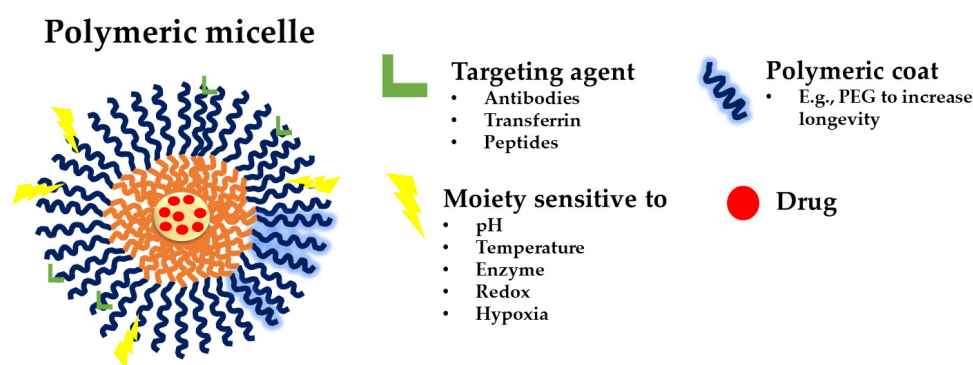 Polymeric micelle
Targeting agent
• Antibodies
• Transferrin
• Peptides
Moiety sensitive to
• pH
• Temperature
• Enzyme
• Redox
• Hypoxia
Polymeric coat
• E.g., PEG to increase
longevity
Drug